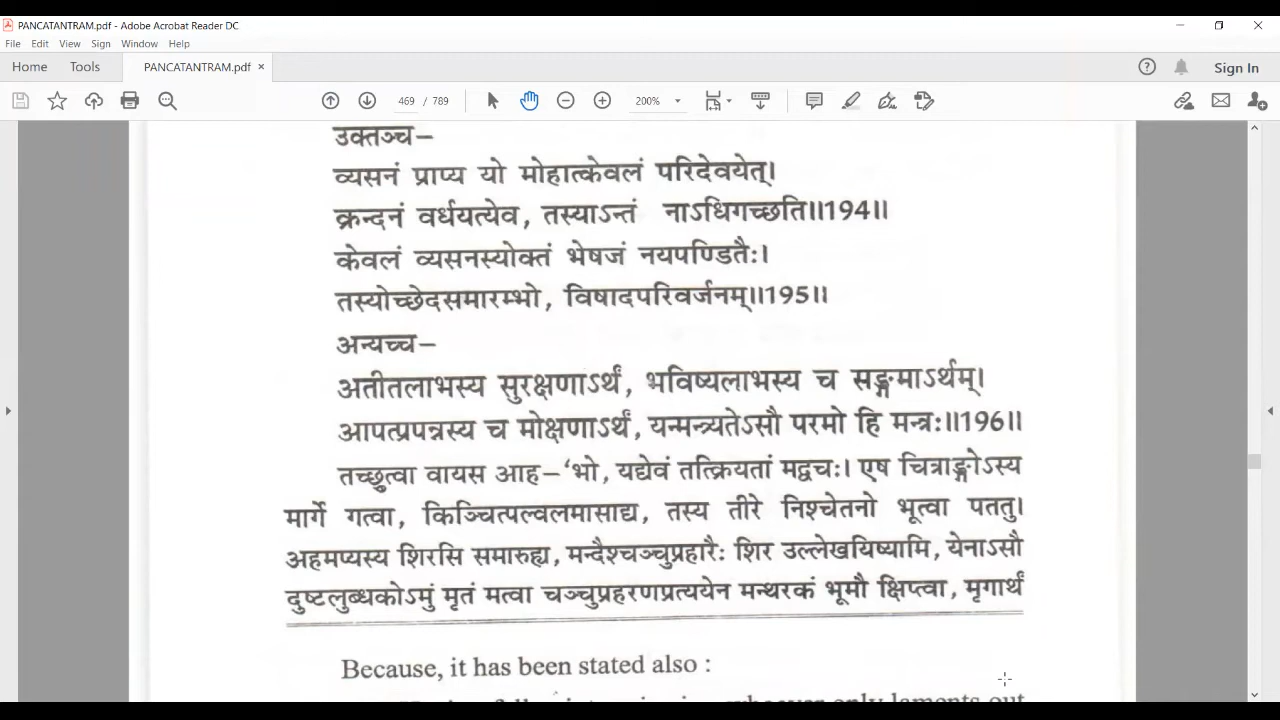 PANCATANTRAM.pdf - Adobe Acrobat Reader DC
File Edit View Sign Window Help
Home Tools PANCATANTRAM.pdf × Sign In
469 / 789 200%
उक्तञ्च–
व्यसनं प्राप्य यो मोहात्केवलं परिदेवयेत्।
क्रन्दनं वर्धयत्येव, तस्याऽन्तं नाऽधिगच्छति॥194॥
केवलं व्यसनस्योक्तं भेषजं नयपण्डितैः।
तस्योच्छेदसमारम्भो, विषादपरिवर्जनम्॥195॥
अन्यच्च–
अतीतलाभस्य सुरक्षणाऽर्थं, भविष्यलाभस्य च सङ्गमाऽर्थम्।
आपत्प्रपन्नस्य च मोक्षणाऽर्थं, यन्मन्त्र्यतेऽसौ परमो हि मन्त्रः॥196॥
तच्छ्रुत्वा वायस आह–‘भो, यद्येवं तत्क्रियतां मद्वचः। एष चित्राङ्गोऽस्य
मार्गे गत्वा, किञ्चित्पल्वलमासाद्य, तस्य तीरे निश्चेतनो भूत्वा पततु।
अहमप्यस्य शिरसि समारुह्य, मन्दैश्चञ्चुप्रहारैः शिर उल्लेखयिष्यामि, येनाऽसौ
दुष्टलुब्धकोऽमुं मृतं मत्वा चञ्चुप्रहरणप्रत्ययेन मन्थरकं भूमौ क्षिप्त्वा, मृगार्थं
Because, it has been stated also :
whoever only laments out